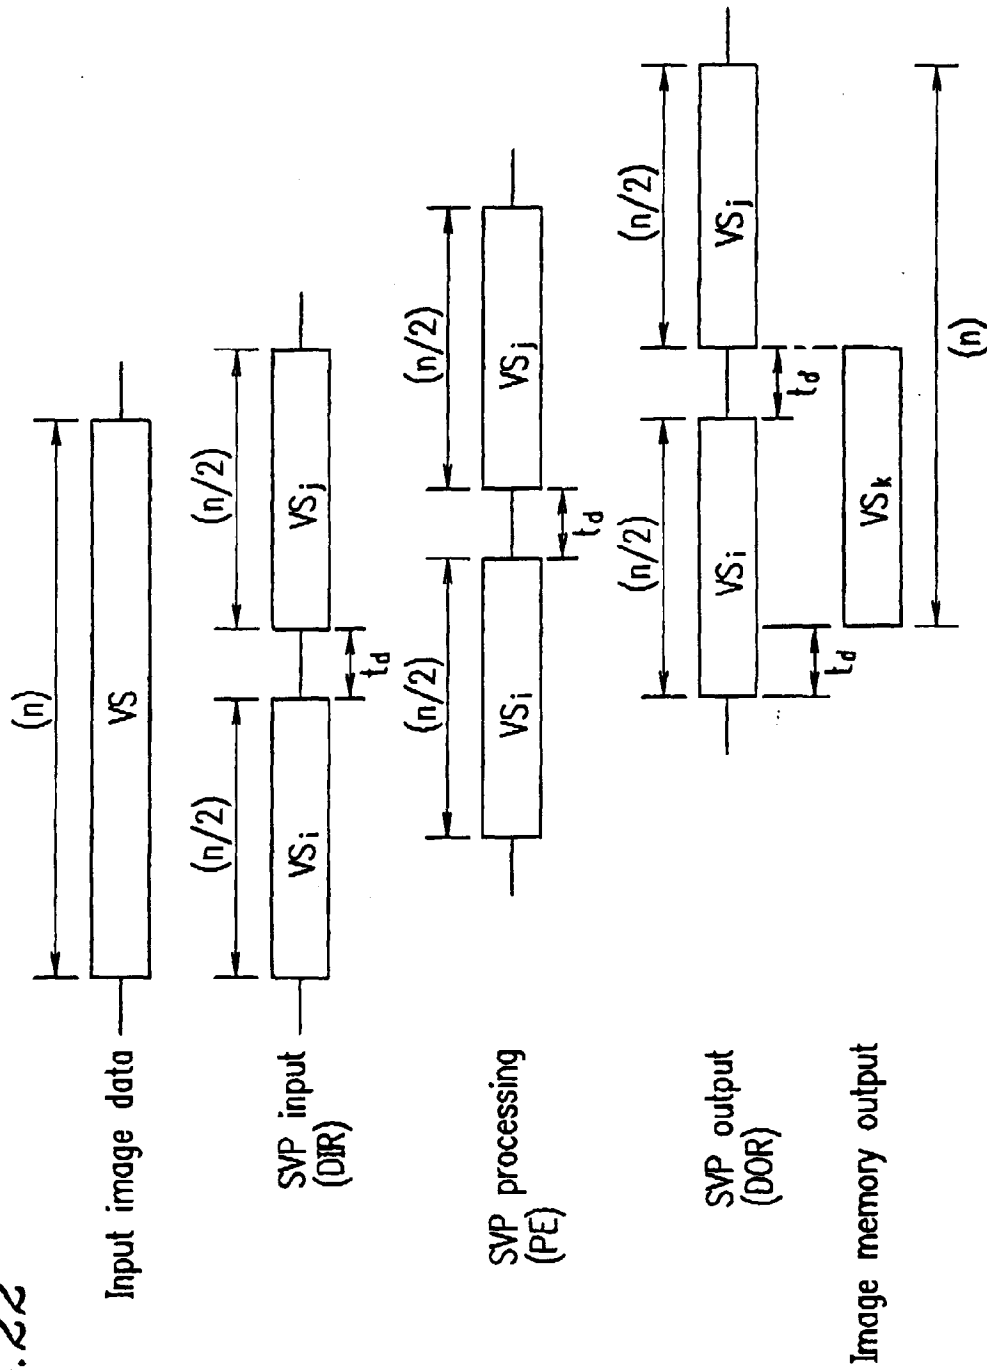 .22
Input image data
(n)
VS
SVP input
(DIR)
(n/2)
(n/2)
VSi
VSj
td
SVP processing
(PE)
(n/2)
(n/2)
VSi
VSj
td
SVP output
(DOR)
(n/2)
(n/2)
VSi
VSj
td
td
Image memory output
VSk
(n)